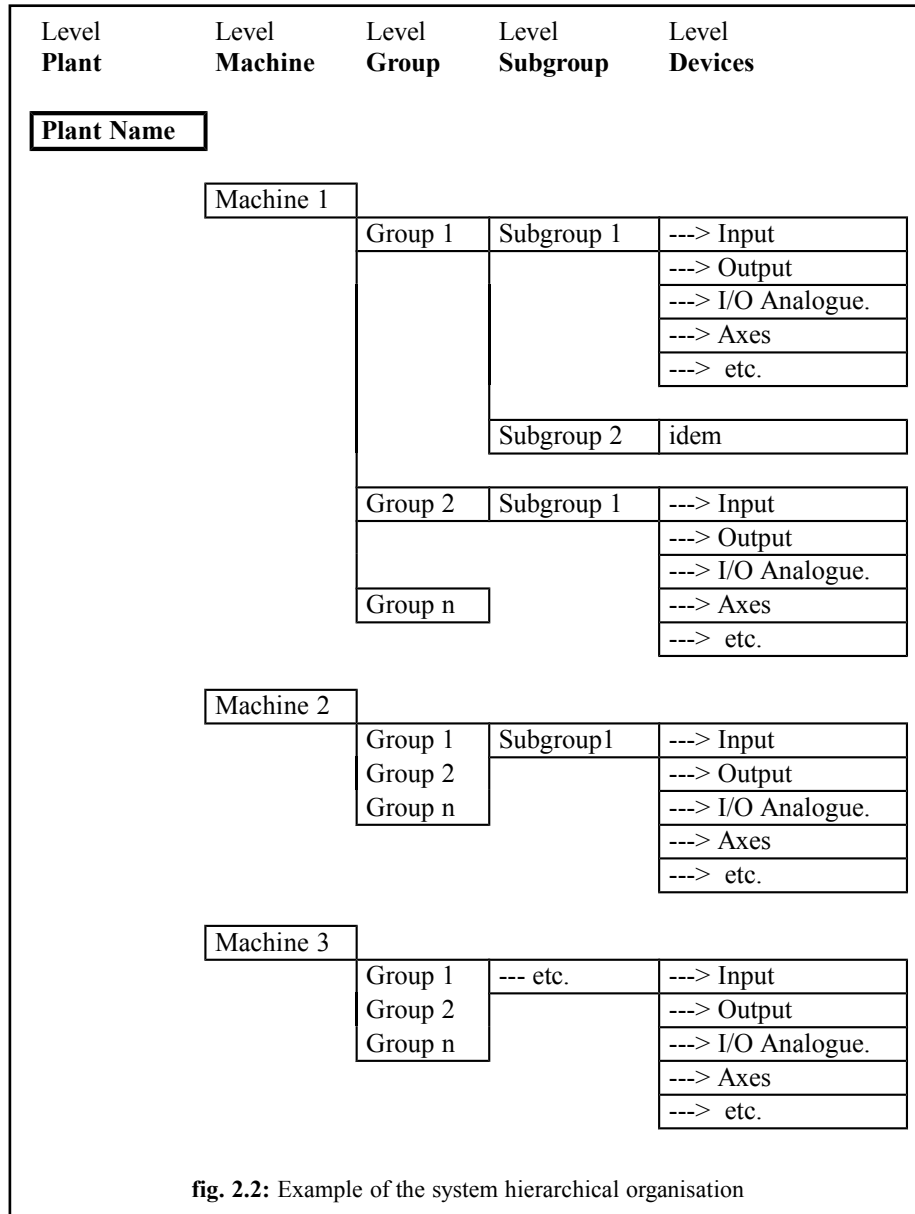 Level Level Level Level Level
Plant Machine Group Subgroup Devices
Plant Name
Machine 1
Group 1 Subgroup 1 ---> Input
---> Output
---> I/O Analogue.
---> Axes
---> etc.
Subgroup 2 idem
Group 2 Subgroup 1 ---> Input
---> Output
---> I/O Analogue.
Group n ---> Axes
---> etc.
Machine 2
Group 1 Subgroup1 ---> Input
Group 2 ---> Output
Group n ---> I/O Analogue.
---> Axes
---> etc.
Machine 3
Group 1 --- etc. ---> Input
Group 2 ---> Output
Group n ---> I/O Analogue.
---> Axes
---> etc.
fig. 2.2: Example of the system hierarchical organisation